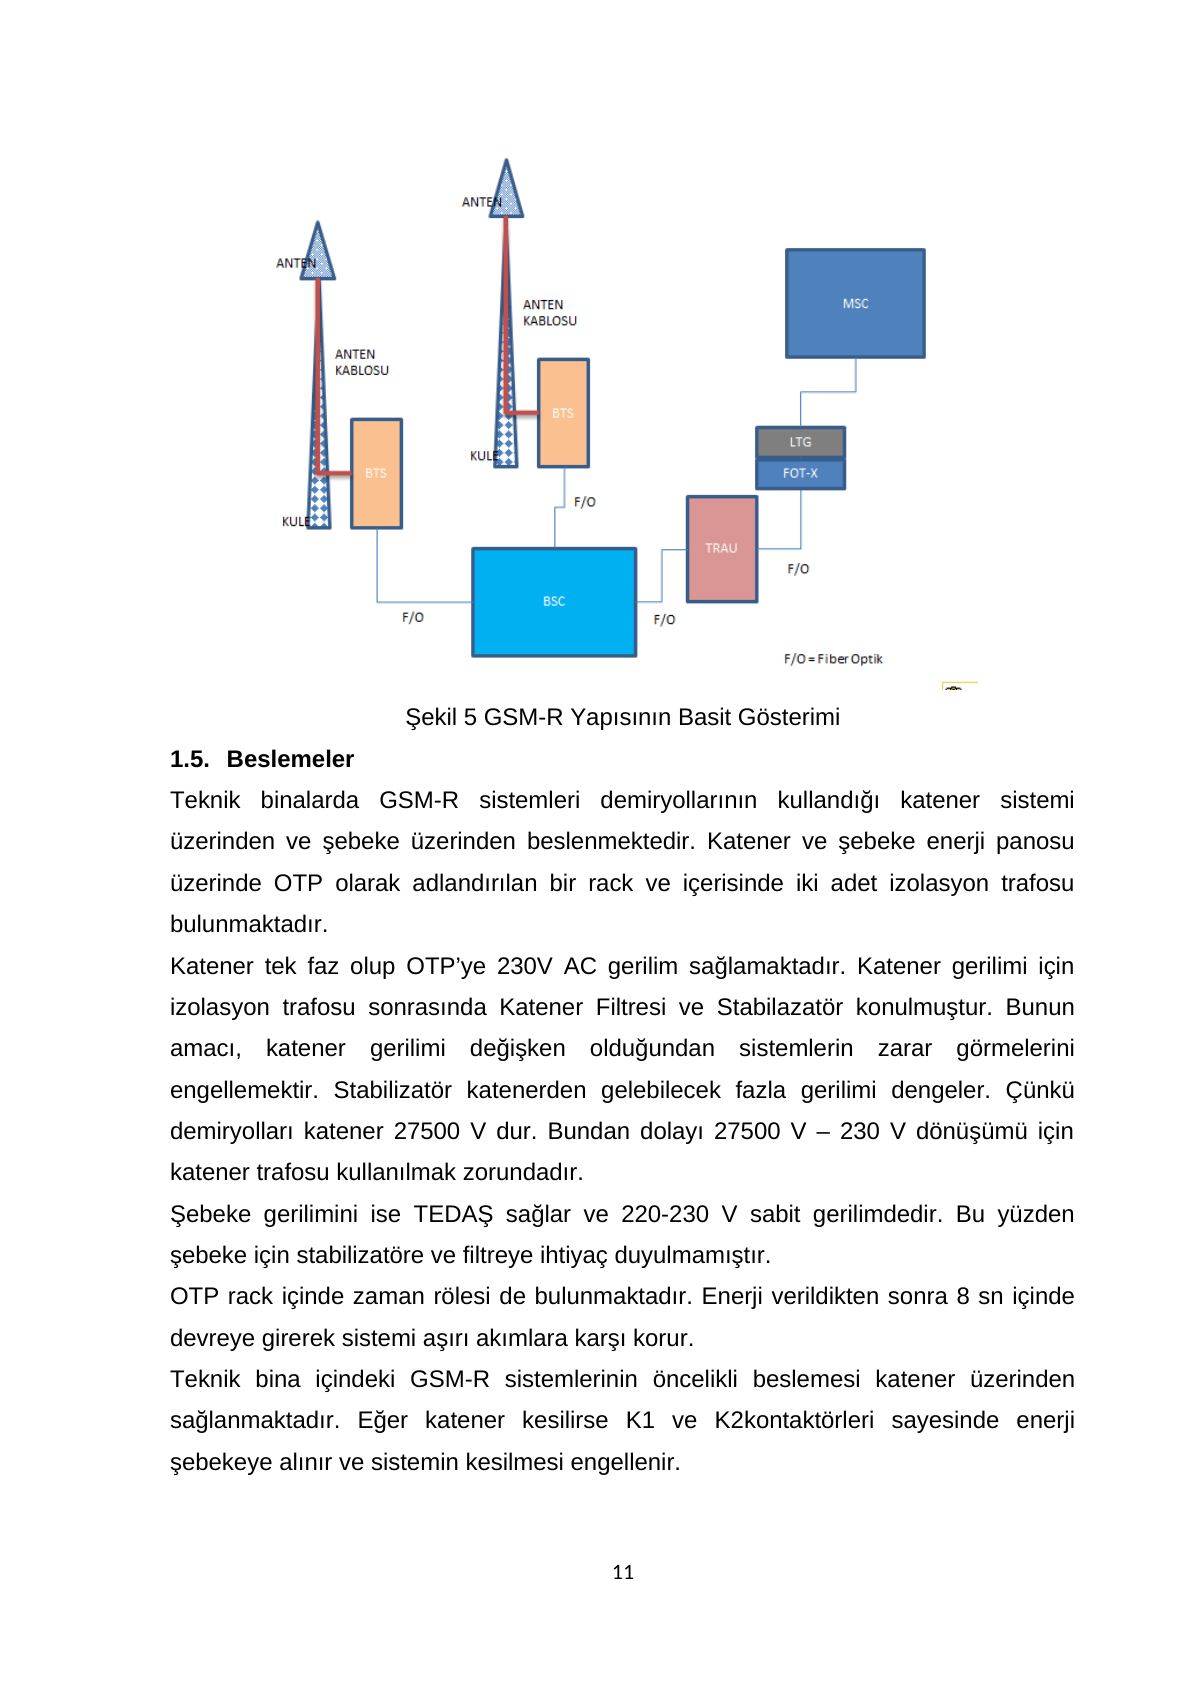 ANTEN
ANTEN
ANTEN
KABLOSU
MSC
ANTEN
KABLOSU
BTS
LTG
KULE
FOT-X
BTS
F/O
KULE
TRAU
F/O
BSC
F/O
F/O
F/O = Fiber Optik
Şekil 5 GSM-R Yapısının Basit Gösterimi
1.5. Beslemeler
Teknik binalarda GSM-R sistemleri demiryollarının kullandığı katener sistemi
üzerinden ve şebeke üzerinden beslenmektedir. Katener ve şebeke enerji panosu
üzerinde OTP olarak adlandırılan bir rack ve içerisinde iki adet izolasyon trafosu
bulunmaktadır.
Katener tek faz olup OTP’ye 230V AC gerilim sağlamaktadır. Katener gerilimi için
izolasyon trafosu sonrasında Katener Filtresi ve Stabilazatör konulmuştur. Bunun
amacı, katener gerilimi değişken olduğundan sistemlerin zarar görmelerini
engellemektir. Stabilizatör katenerden gelebilecek fazla gerilimi dengeler. Çünkü
demiryolları katener 27500 V dur. Bundan dolayı 27500 V – 230 V dönüşümü için
katener trafosu kullanılmak zorundadır.
Şebeke gerilimini ise TEDAŞ sağlar ve 220-230 V sabit gerilimdedir. Bu yüzden
şebeke için stabilizatöre ve filtreye ihtiyaç duyulmamıştır.
OTP rack içinde zaman rölesi de bulunmaktadır. Enerji verildikten sonra 8 sn içinde
devreye girerek sistemi aşırı akımlara karşı korur.
Teknik bina içindeki GSM-R sistemlerinin öncelikli beslemesi katener üzerinden
sağlanmaktadır. Eğer katener kesilirse K1 ve K2kontaktörleri sayesinde enerji
şebekeye alınır ve sistemin kesilmesi engellenir.
11